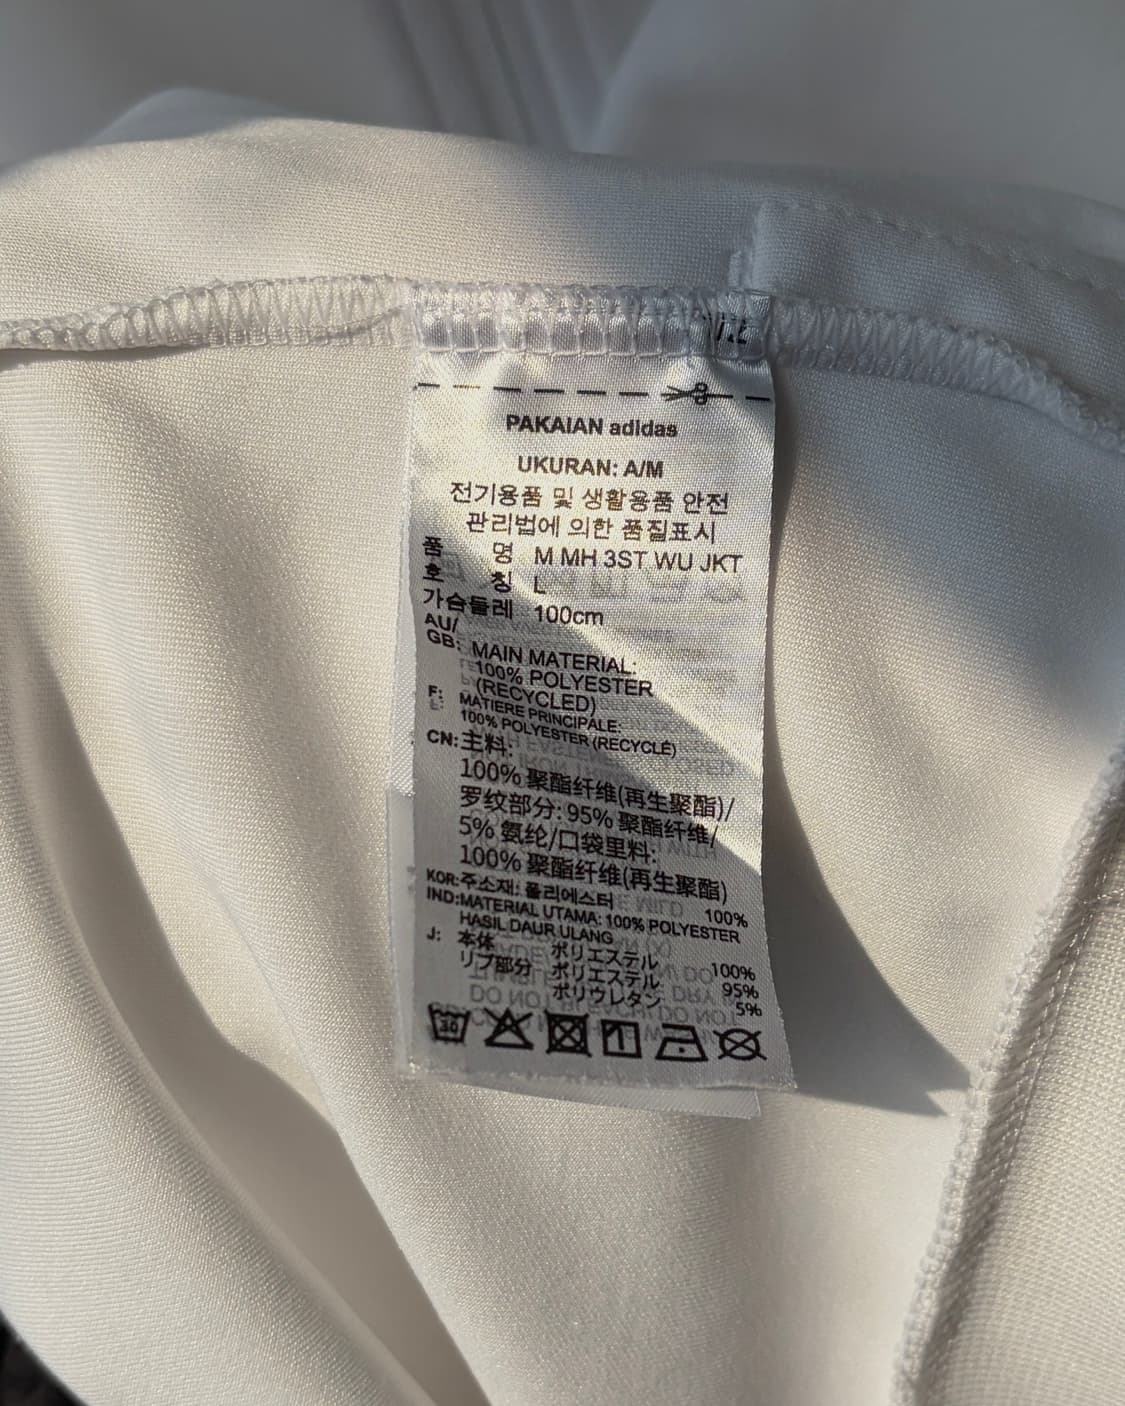 PAKAIAN adidas
UKURAN: A/M
전기용품 및 생활용품 안전
관리법에 의한 품질표시
품 명 M MH 3ST WU JKT
호 칭 L
가슴둘레 100cm
AU/
GB: MAIN MATERIAL:
100% POLYESTER
(RECYCLED)
F: MATIERE PRINCIPALE:
100% POLYESTER (RECYCLÉ)
CN: 主料:
100% 聚酯纤维(再生聚酯)/
罗纹部分: 95% 聚酯纤维/
5% 氨纶/口袋里料:
100% 聚酯纤维(再生聚酯)
KOR: 주소재: 폴리에스터 100%
IND: MATERIAL UTAMA: 100% POLYESTER
HASIL DAUR ULANG
J: 本体 ポリエステル 100%
リブ部分 ポリエステル 95%
ポリウレタン 5%
30